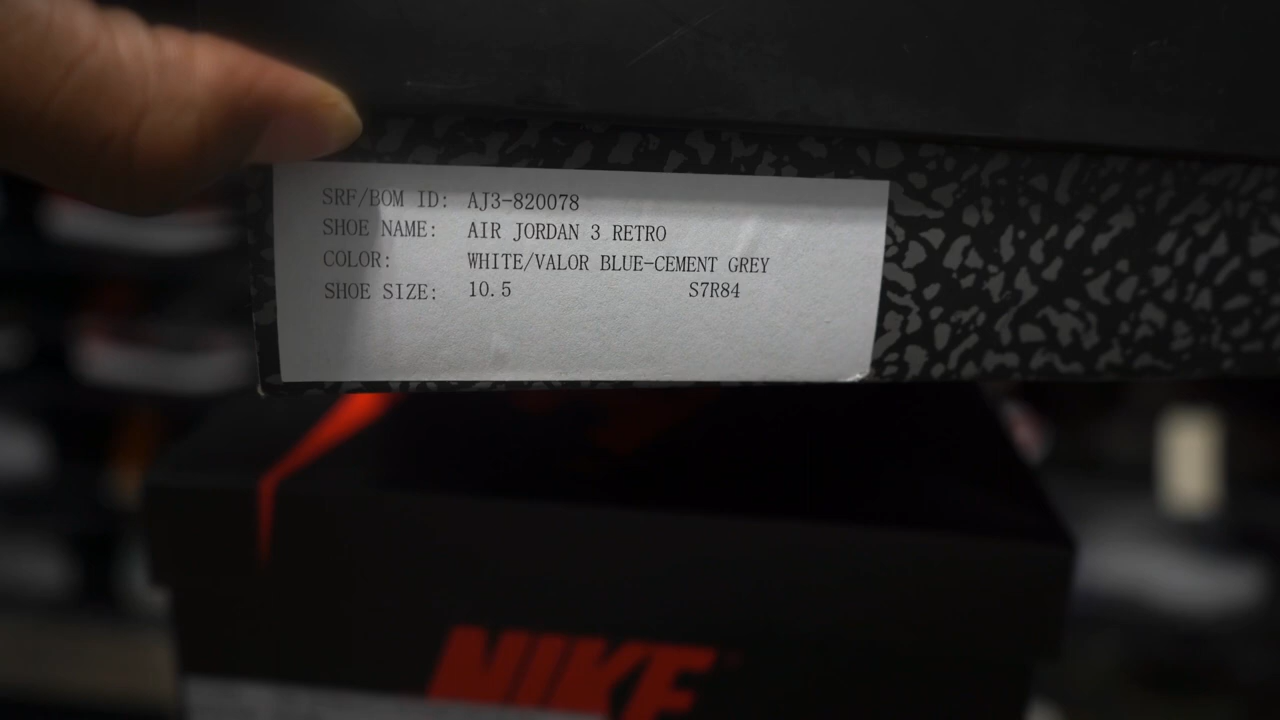 SRF/BOM ID: AJ3-820078
SHOE NAME: AIR JORDAN 3 RETRO
COLOR: WHITE/VALOR BLUE-CEMENT GREY
SHOE SIZE: 10.5 S7R84
NIKE